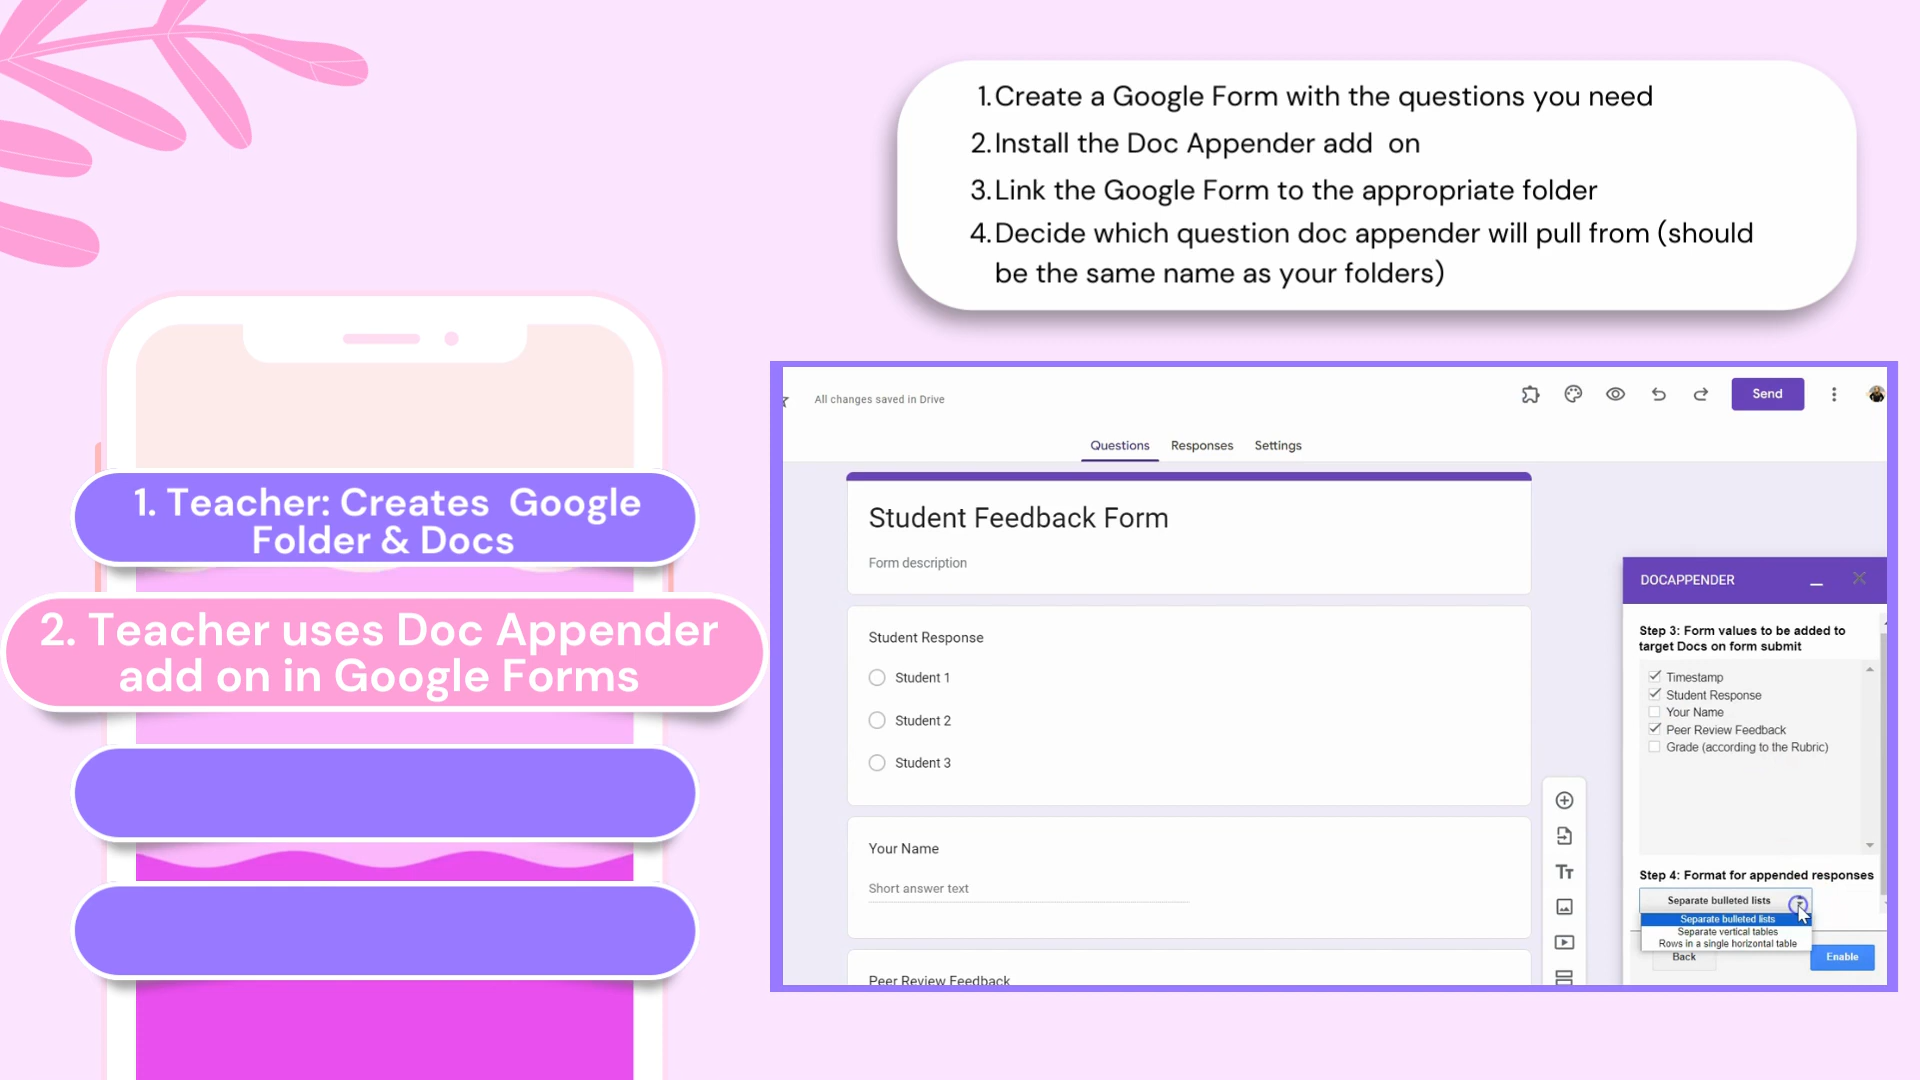 1. Create a Google Form with the questions you need
2. Install the Doc Appender add on
3. Link the Google Form to the appropriate folder
4. Decide which question doc appender will pull from (should
be the same name as your folders)
1. Teacher: Creates Google
Folder & Docs
2. Teacher uses Doc Appender
add on in Google Forms
All changes saved in Drive
Send
Questions Responses Settings
Student Feedback Form
Form description
Student Response
Student 1
Student 2
Student 3
Your Name
Short answer text
Peer Review Feedback
Tт
DOCAPPENDER
Step 3: Form values to be added to
target Docs on form submit
Timestamp
Student Response
Your Name
Peer Review Feedback
Grade (according to the Rubric)
Step 4: Format for appended responses
Separate bulleted lists
Separate bulleted lists
Separate vertical tables
Rows in a single horizontal table
Back Enable